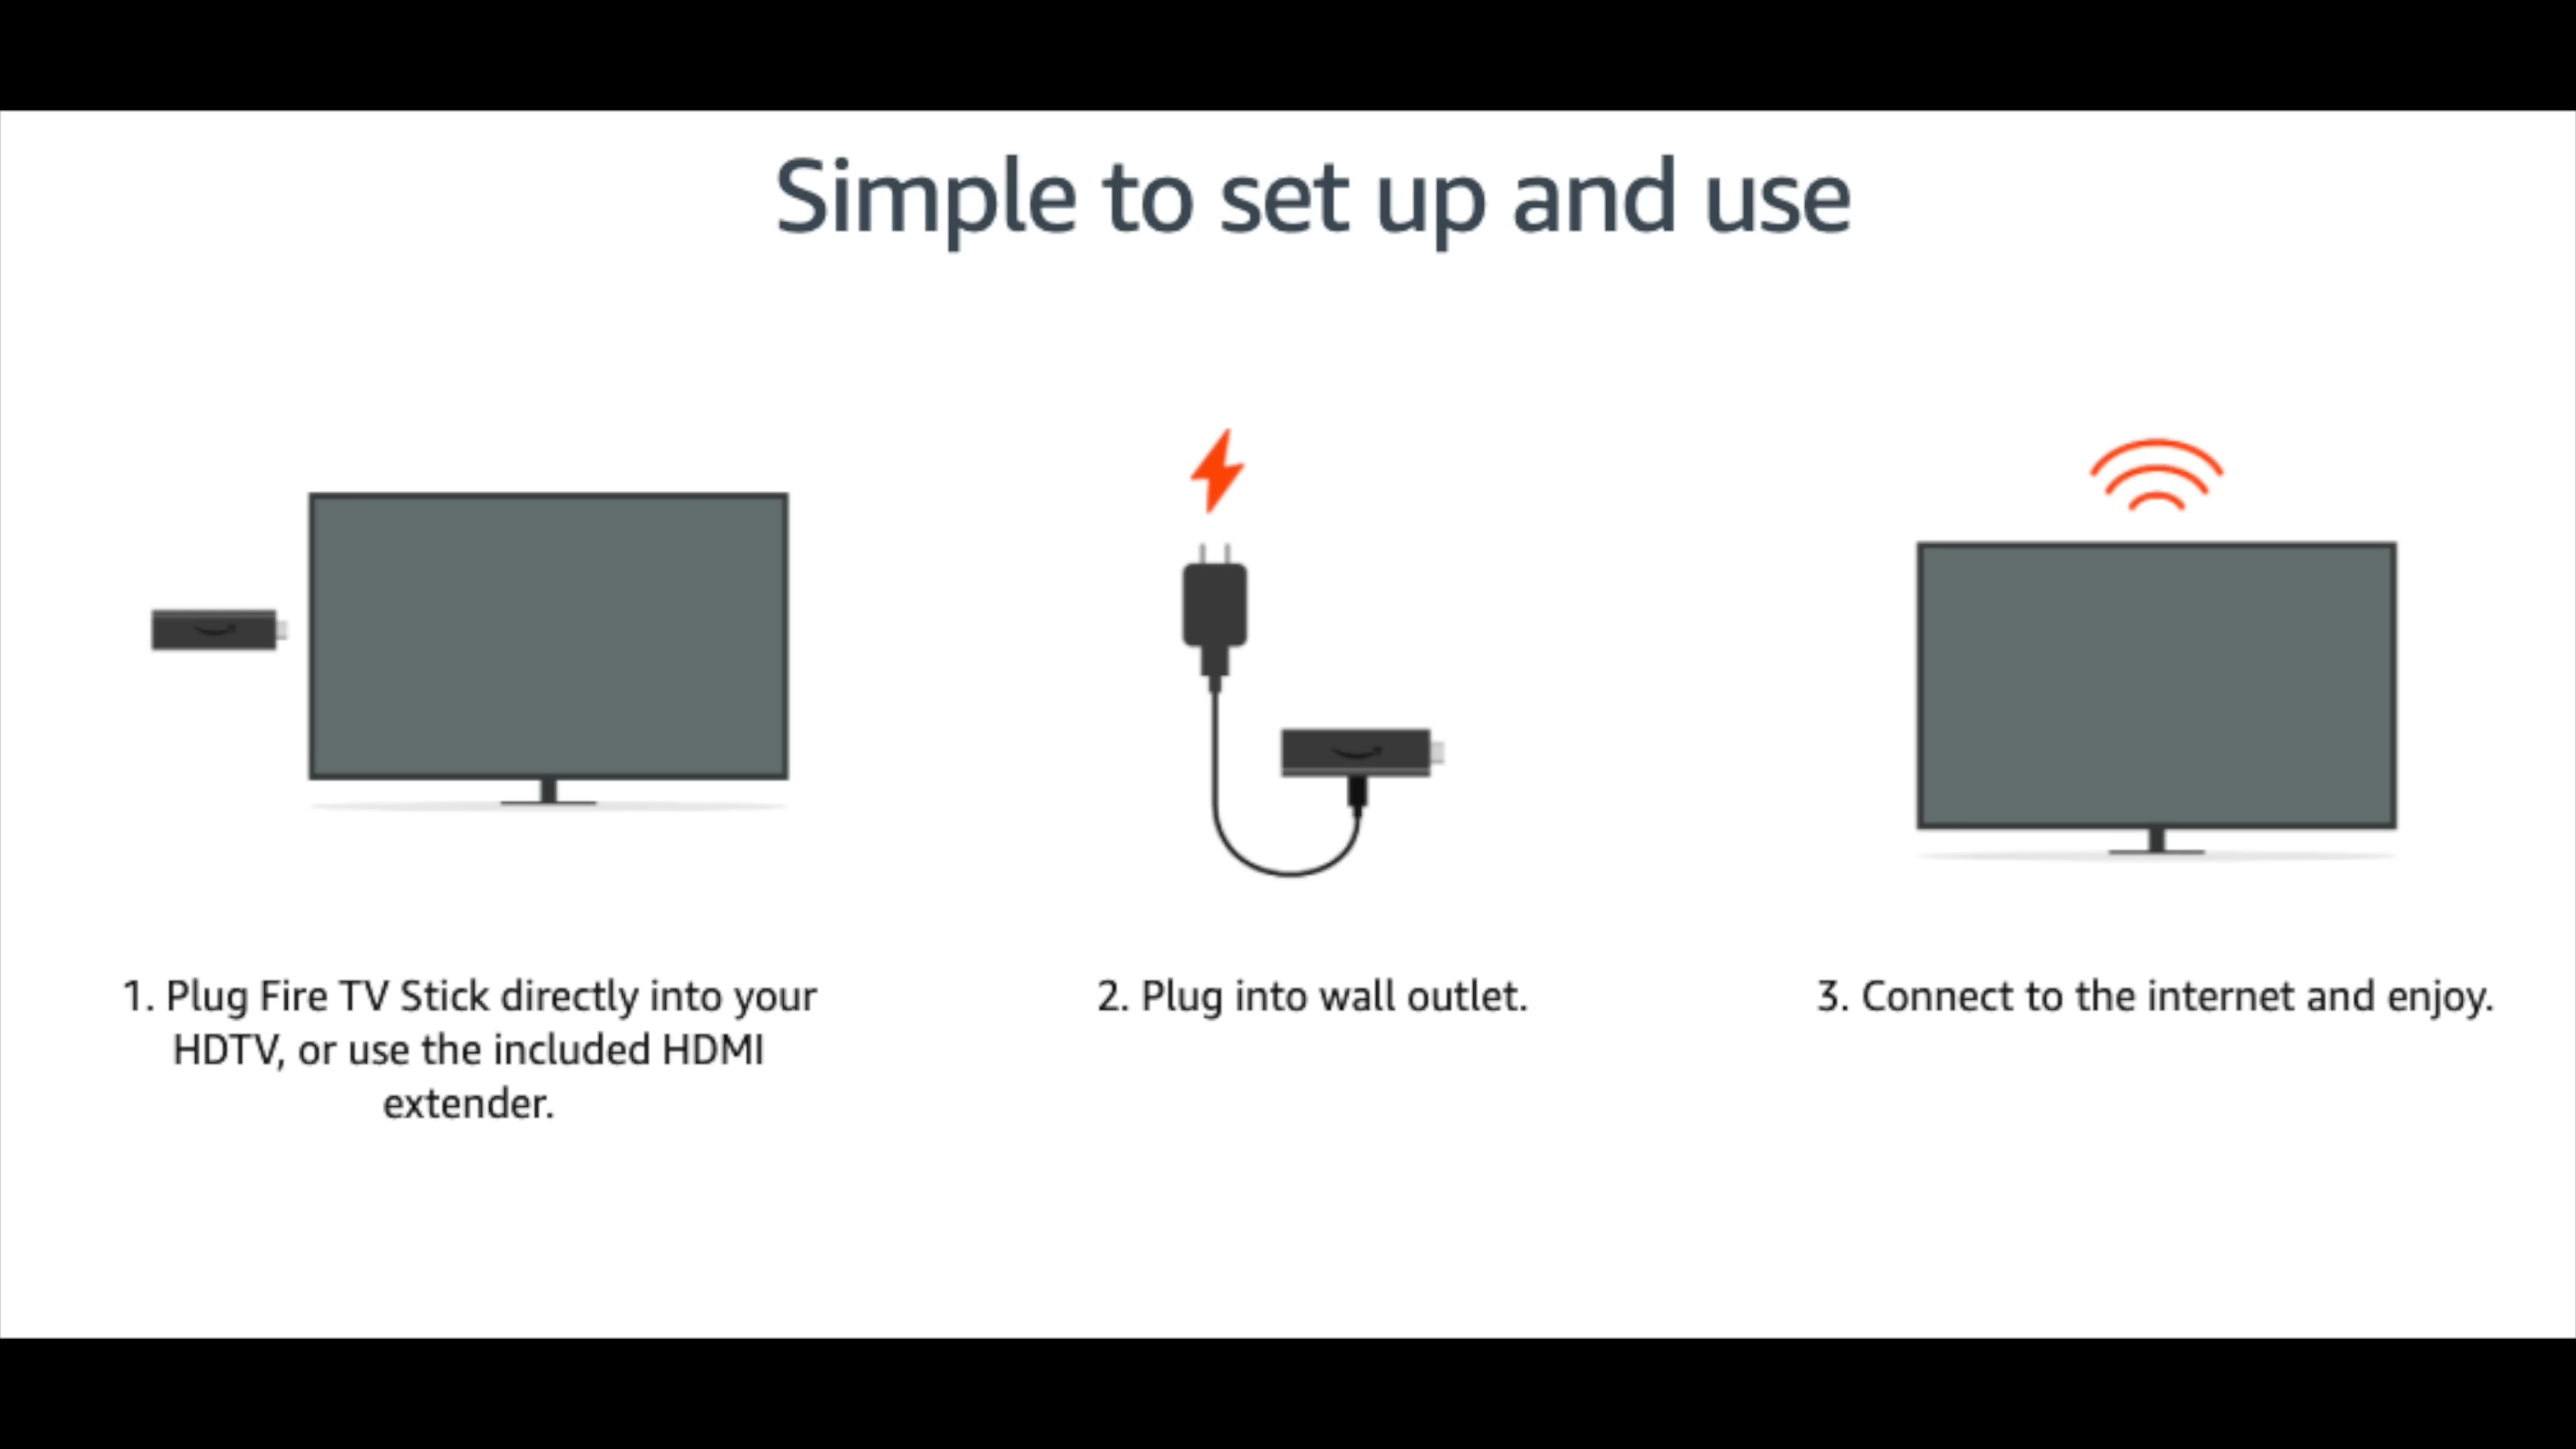 Simple to set up and use
1. Plug Fire TV Stick directly into your
HDTV, or use the included HDMI
extender.
2. Plug into wall outlet.
3. Connect to the internet and enjoy.